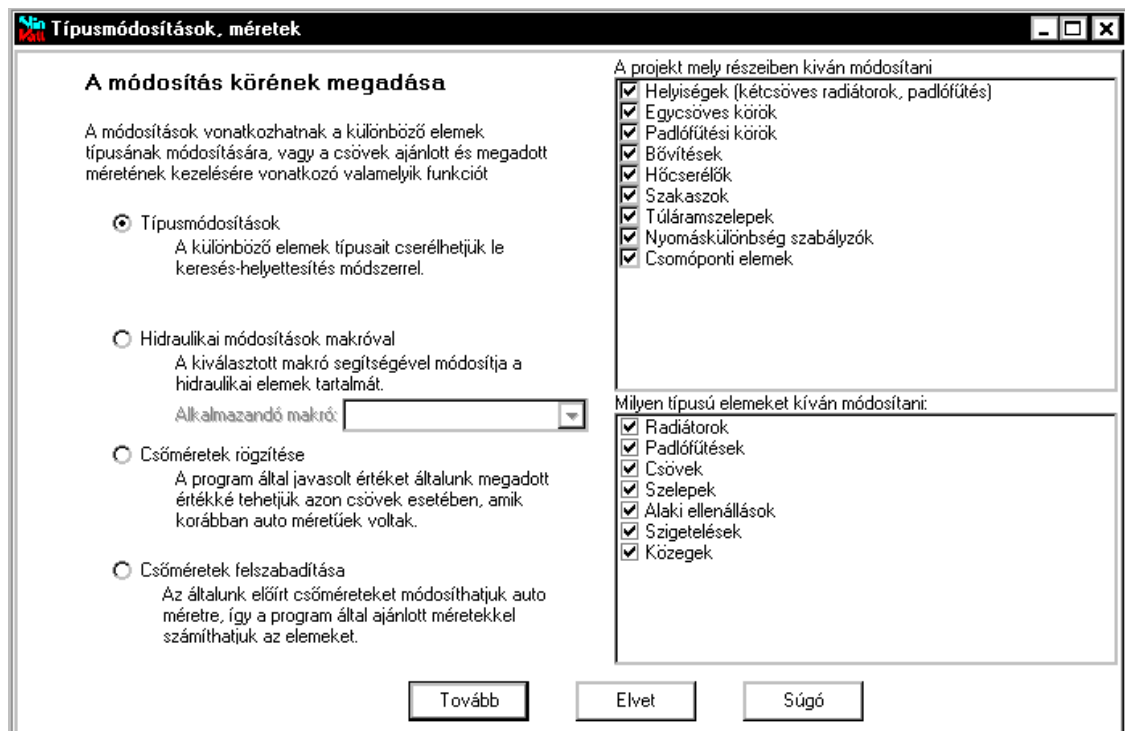 Típusmódosítások, méretek
A módosítás körének megadása
A módosítások vonatkozhatnak a különböző elemek
típusának módosítására, vagy a csövek ajánlott és megadott
méretének kezelésére vonatkozó valamelyik funkciót
Típusmódosítások
A különböző elemek típusait cserélhetjük le
keresés-helyettesítés módszerrel.
Hidraulikai módosítások makróval
A kiválasztott makró segítségével módosítja a
hidraulikai elemek tartalmát.
Alkalmazandó makró:
Csőméretek rögzítése
A program által javasolt értéket általunk megadott
értékké tehetjük azon csövek esetében, amik
korábban auto méretűek voltak.
Csőméretek felszabadítása
Az általunk előírt csőméreteket módosíthatjuk auto
méretre, így a program által ajánlott méretekkel
számíthatjuk az elemeket.
A projekt mely részeiben kiván módosítani
Helyiségek (kétcsöves radiátorok, padlófűtés)
Egycsöves körök
Padlófűtési körök
Bővítések
Hőcserélők
Szakaszok
Túláramszelepek
Nyomáskülönbség szabályzók
Csomóponti elemek
Milyen típusú elemeket kíván módosítani:
Radiátorok
Padlófűtések
Csövek
Szelepek
Alaki ellenállások
Szigetelések
Közegek
Tovább
Elvet
Súgó